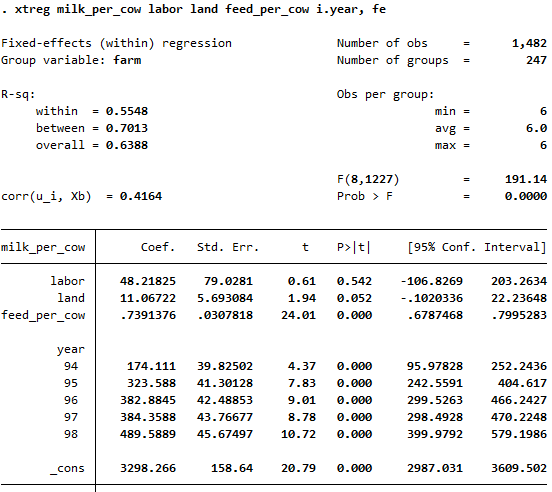 . xtreg milk_per_cow labor land feed_per_cow i.year, fe
Fixed-effects (within) regression               Number of obs     =      1,482
Group variable: farm                            Number of groups  =        247
R-sq:                                           Obs per group:
     within  = 0.5548                                         min =          6
     between = 0.7013                                         avg =        6.0
     overall = 0.6388                                         max =          6
                                                F(8,1227)         =     191.14
corr(u_i, Xb)  = 0.4164                         Prob > F          =     0.0000
milk_per_cow |      Coef.   Std. Err.      t    P>|t|     [95% Conf. Interval]
labor |   48.21825    79.0281     0.61   0.542    -106.8269    203.2634
land |   11.06722   5.693084     1.94   0.052    -.1020336    22.23648
feed_per_cow |   .7391376   .0307818    24.01   0.000     .6787468    .7995283
year |
94 |    174.111   39.82502     4.37   0.000     95.97828    252.2436
95 |    323.588   41.30128     7.83   0.000     242.5591     404.617
96 |   382.8845   42.48853     9.01   0.000     299.5263    466.2427
97 |   384.3588   43.76677     8.78   0.000     298.4928    470.2248
98 |   489.5889   45.67497    10.72   0.000     399.9792    579.1986
_cons |   3298.266     158.64    20.79   0.000     2987.031    3609.502